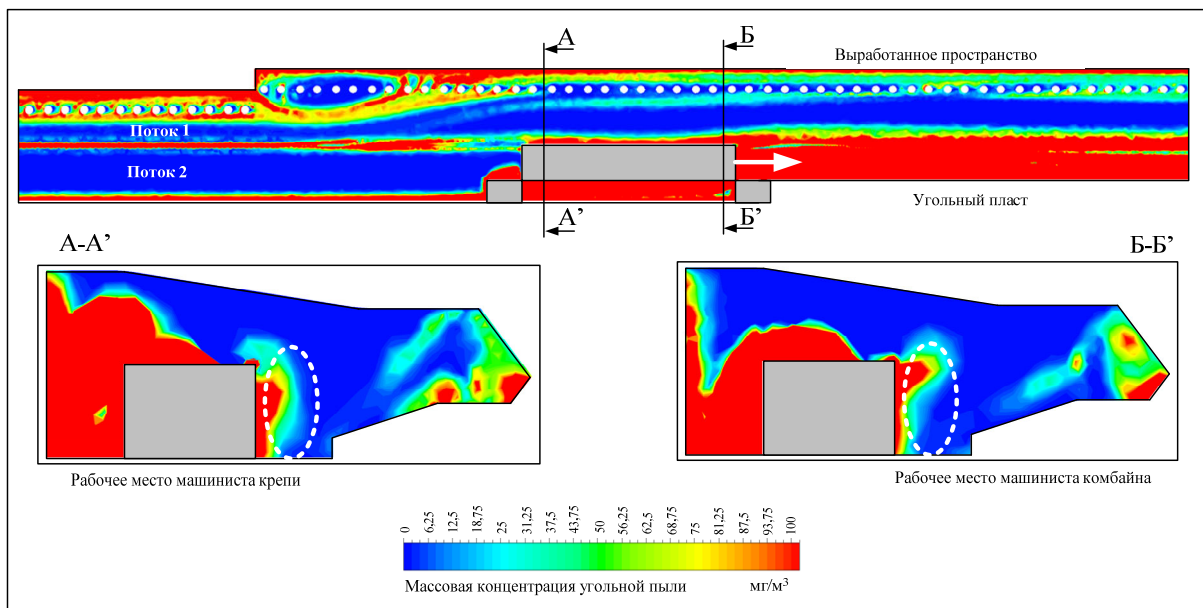 А
Б
Выработанное пространство
Поток 1
Поток 2
Угольный пласт
А’
Б’
А-А’
Б-Б’
Рабочее место машиниста крепи
Рабочее место машиниста комбайна
0
6,25
12,5
18,75
25
31,25
37,5
43,75
50
56,25
62,5
68,75
75
81,25
87,5
93,75
100
Массовая концентрация угольной пыли мг/м³